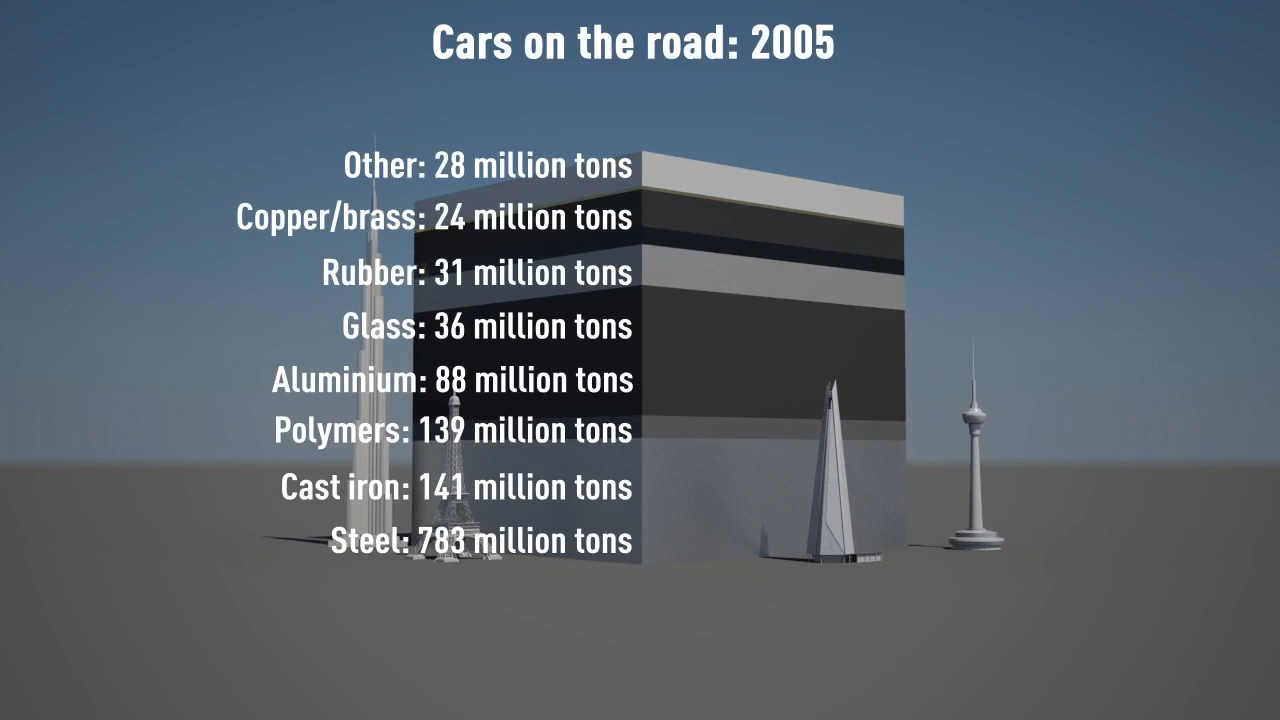 Cars on the road: 2005
Other: 28 million tons
Copper/brass: 24 million tons
Rubber: 31 million tons
Glass: 36 million tons
Aluminium: 88 million tons
Polymers: 139 million tons
Cast iron: 141 million tons
Steel: 783 million tons